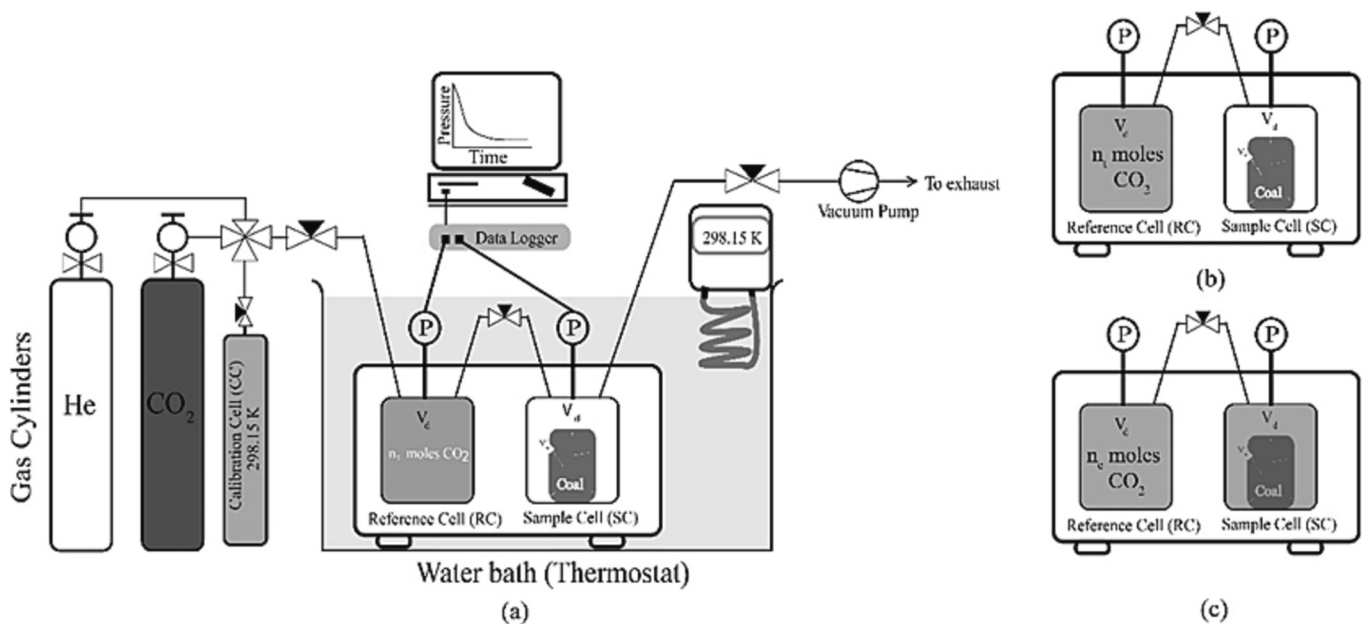 Gas Cylinders
He
CO2
Calibration Cell (CC)
298.15 K
Pressure
Time
Data Logger
P
P
Vd
n1 moles CO2
Reference Cell (RC)
Vd
Coal
Sample Cell (SC)
298.15 K
Vacuum Pump
To exhaust
Water bath (Thermostat)
(a)
P
P
Vd
moles
CO2
Reference Cell (RC)
Vd
Coal
Sample Cell (SC)
(b)
P
P
Vd
moles
CO2
Reference Cell (RC)
Vd
Coal
Sample Cell (SC)
(c)